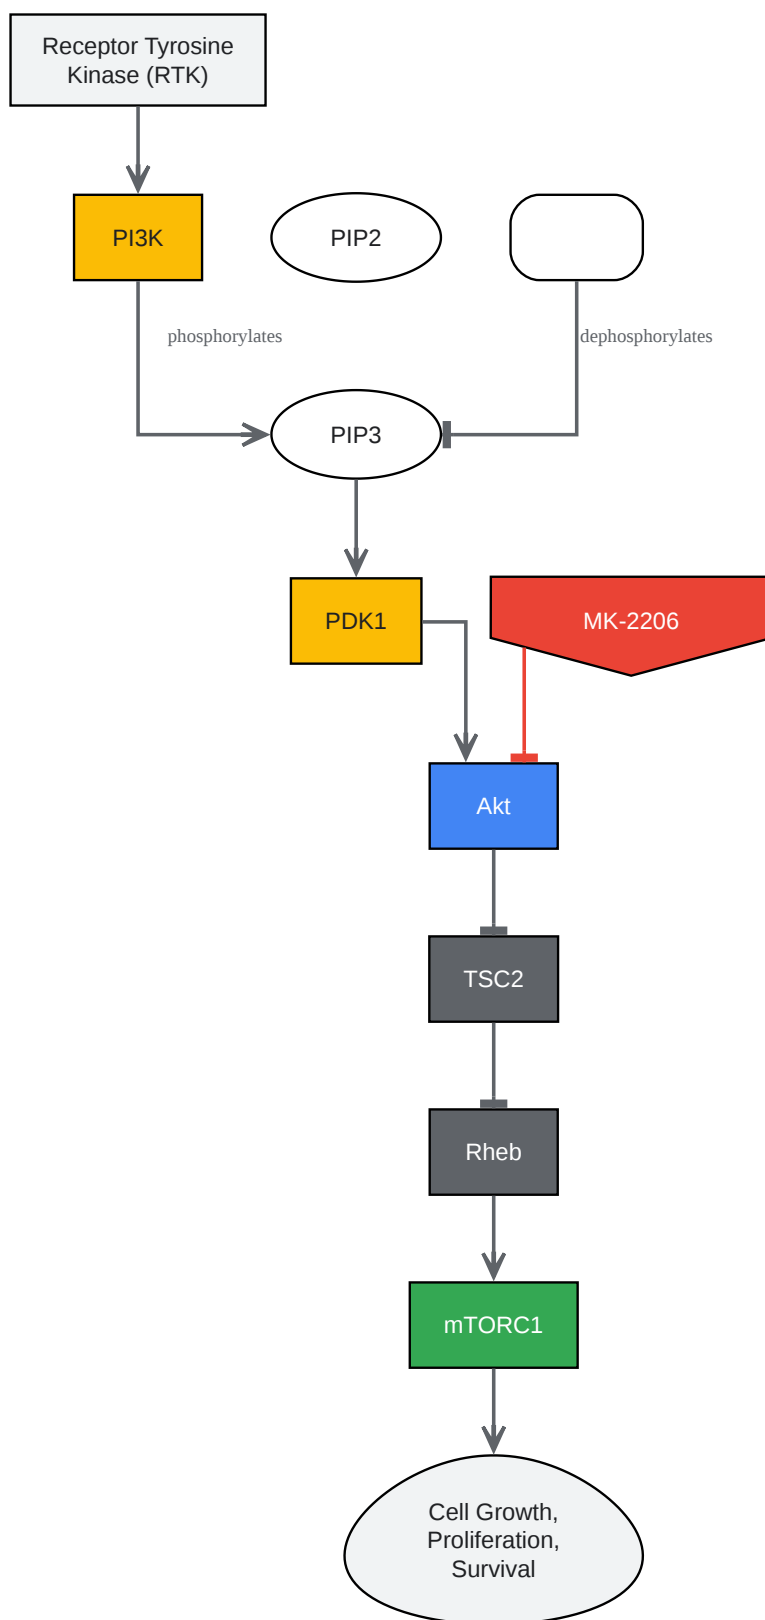 Receptor Tyrosine
Kinase (RTK)
PI3K
PIP2
phosphorylates
dephosphorylates
PIP3
PDK1
MK-2206
Akt
TSC2
Rheb
mTORC1
Cell Growth,
Proliferation,
Survival